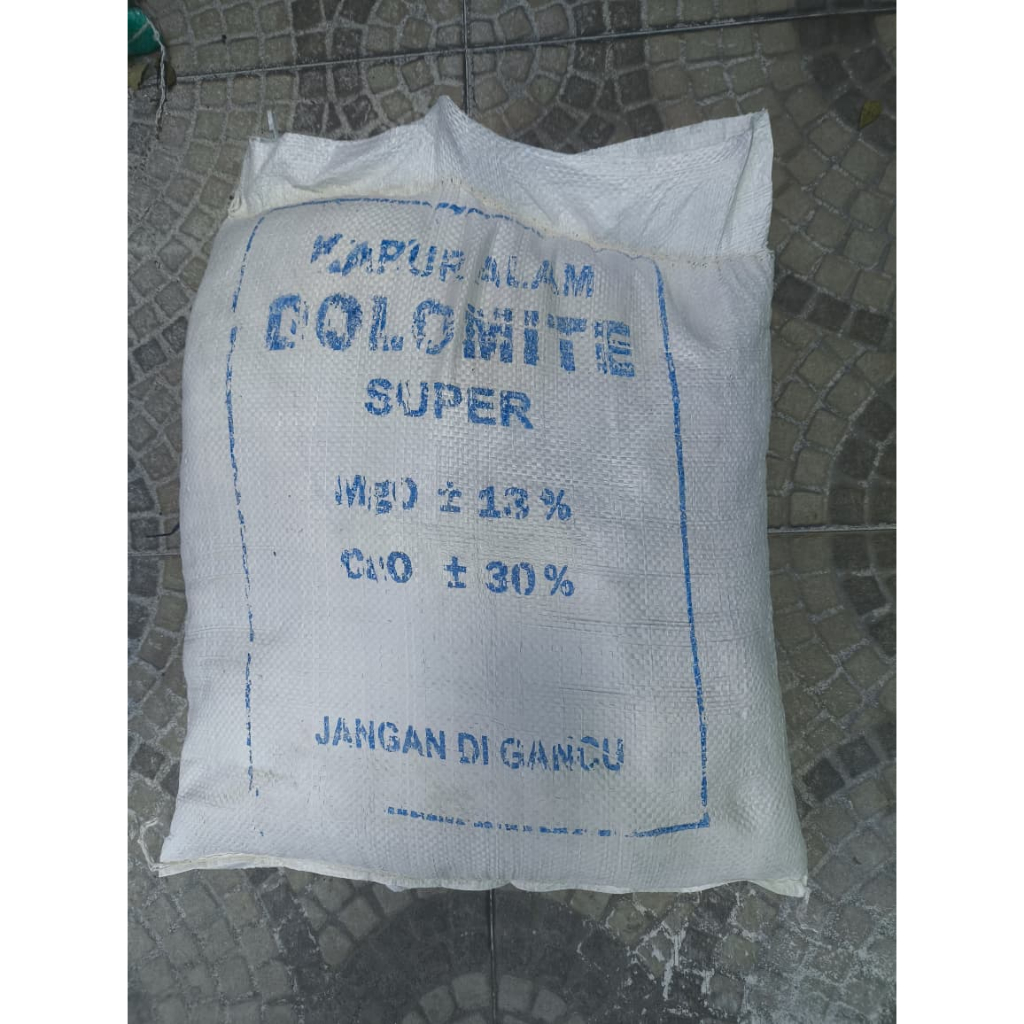 KAPUR ALAM
DOLOMITE
SUPER
MgO ± 13 %
CaO ± 30 %
JANGAN DI GANCU